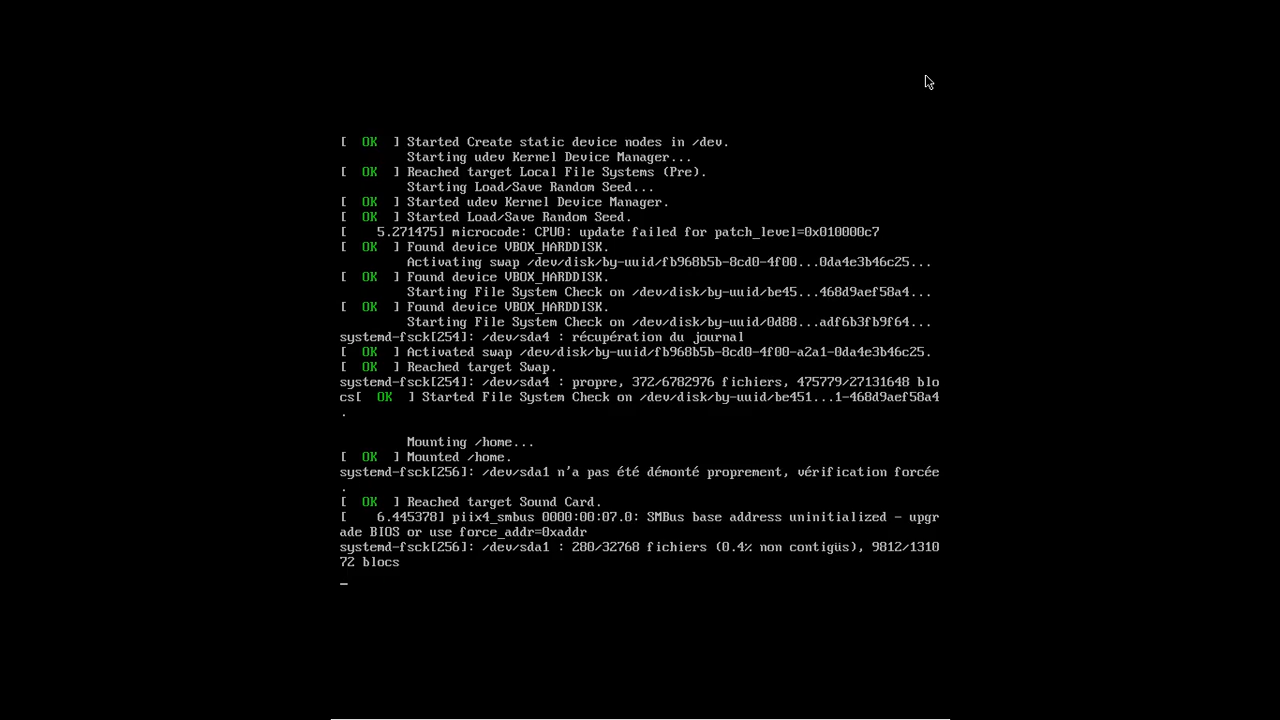 [  OK  ] Started Create static device nodes in /dev.
         Starting udev Kernel Device Manager...
[  OK  ] Reached target Local File Systems (Pre).
         Starting Load/Save Random Seed...
[  OK  ] Started udev Kernel Device Manager.
[  OK  ] Started Load/Save Random Seed.
[    5.271475] microcode: CPU0: update failed for patch_level=0x010000c7
[  OK  ] Found device VBOX_HARDDISK.
         Activating swap /dev/disk/by-uuid/fb968b5b-8cd0-4f00...0da4e3b46c25...
[  OK  ] Found device VBOX_HARDDISK.
         Starting File System Check on /dev/disk/by-uuid/be45...468d9aef58a4...
[  OK  ] Found device VBOX_HARDDISK.
         Starting File System Check on /dev/disk/by-uuid/0d88...adf6b3fb9f64...
systemd-fsck[254]: /dev/sda4 : récupération du journal
[  OK  ] Activated swap /dev/disk/by-uuid/fb968b5b-8cd0-4f00-a2a1-0da4e3b46c25.
[  OK  ] Reached target Swap.
systemd-fsck[254]: /dev/sda4 : propre, 372/6782976 fichiers, 475779/27131648 blo
cs[  OK  ] Started File System Check on /dev/disk/by-uuid/be451...1-468d9aef58a4
.
         Mounting /home...
[  OK  ] Mounted /home.
systemd-fsck[256]: /dev/sda1 n'a pas été démonté proprement, vérification forcée
.
[  OK  ] Reached target Sound Card.
[    6.445378] piix4_smbus 0000:00:07.0: SMBus base address uninitialized - upgr
ade BIOS or use force_addr=0xaddr
systemd-fsck[256]: /dev/sda1 : 280/32768 fichiers (0.4% non contigüs), 9812/1310
72 blocs
_